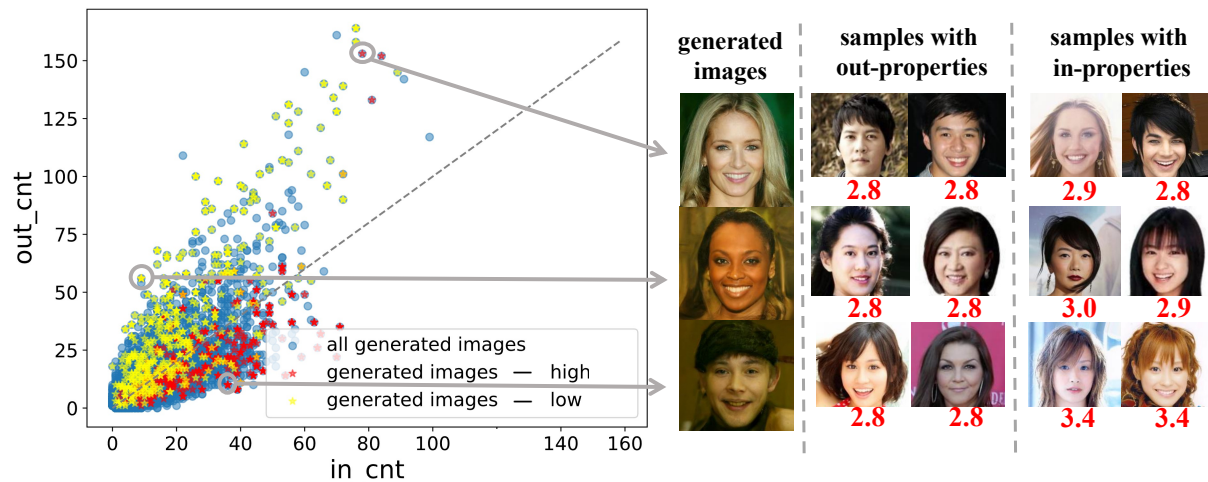 out_cnt
150
125
100
75
50
25
0
0
20
40
60
80
100
120
140
160
in_cnt
all generated images
generated images — high
generated images — low
generated
images
samples with
out-properties
samples with
in-properties
2.8 2.8 2.9 2.8
2.8 2.8 3.0 2.9
2.8 2.8 3.4 3.4